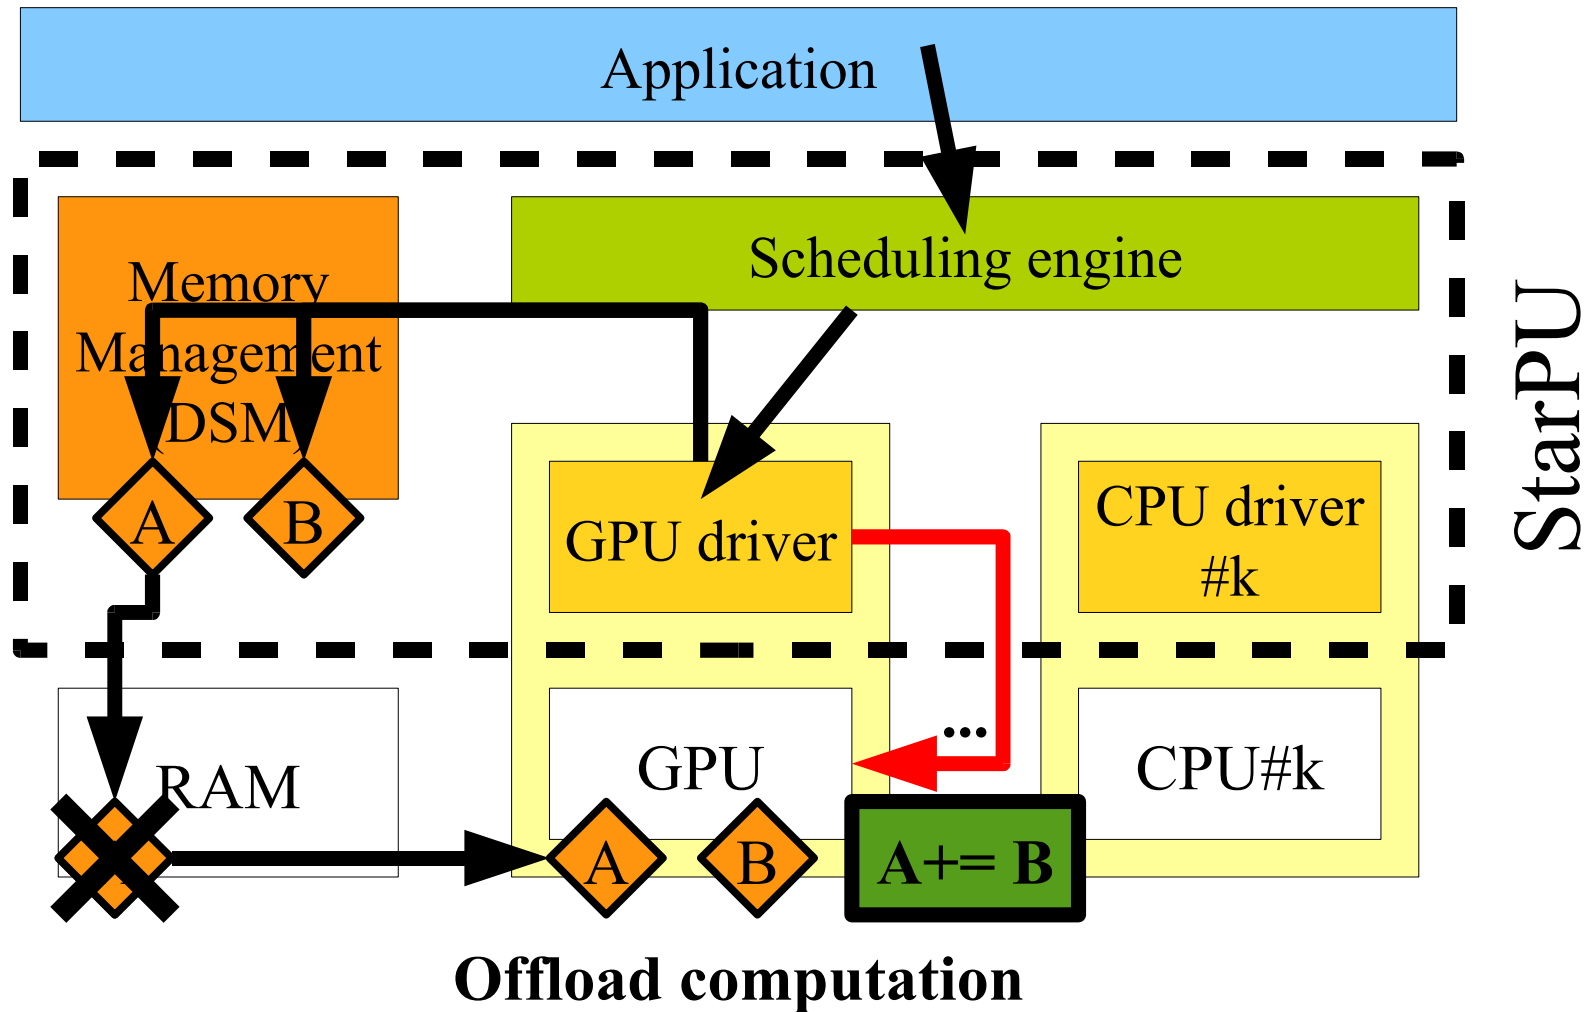 Application
Memory
Management
(DSM)
Scheduling engine
StarPU
A
B
GPU driver
CPU driver
#k
RAM
GPU
...
CPU#k
A
B
A+= B
Offload computation